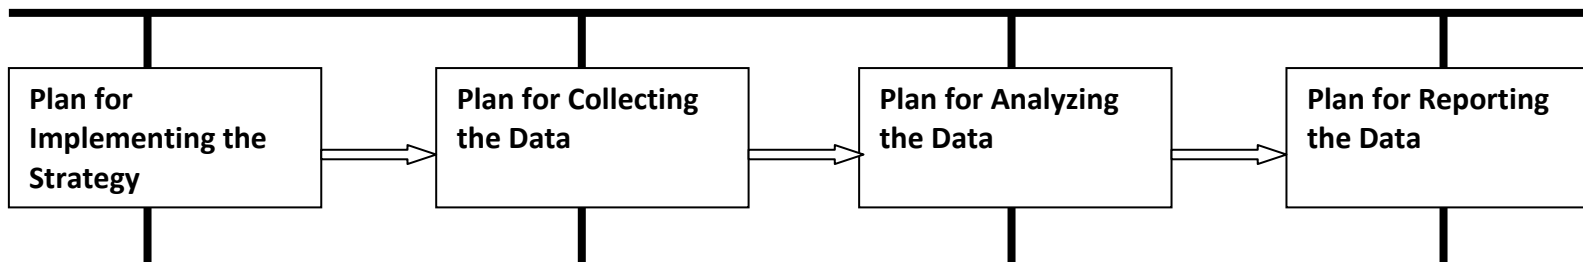 Plan for
Implementing the
Strategy
Plan for Collecting
the Data
Plan for Analyzing
the Data
Plan for Reporting
the Data